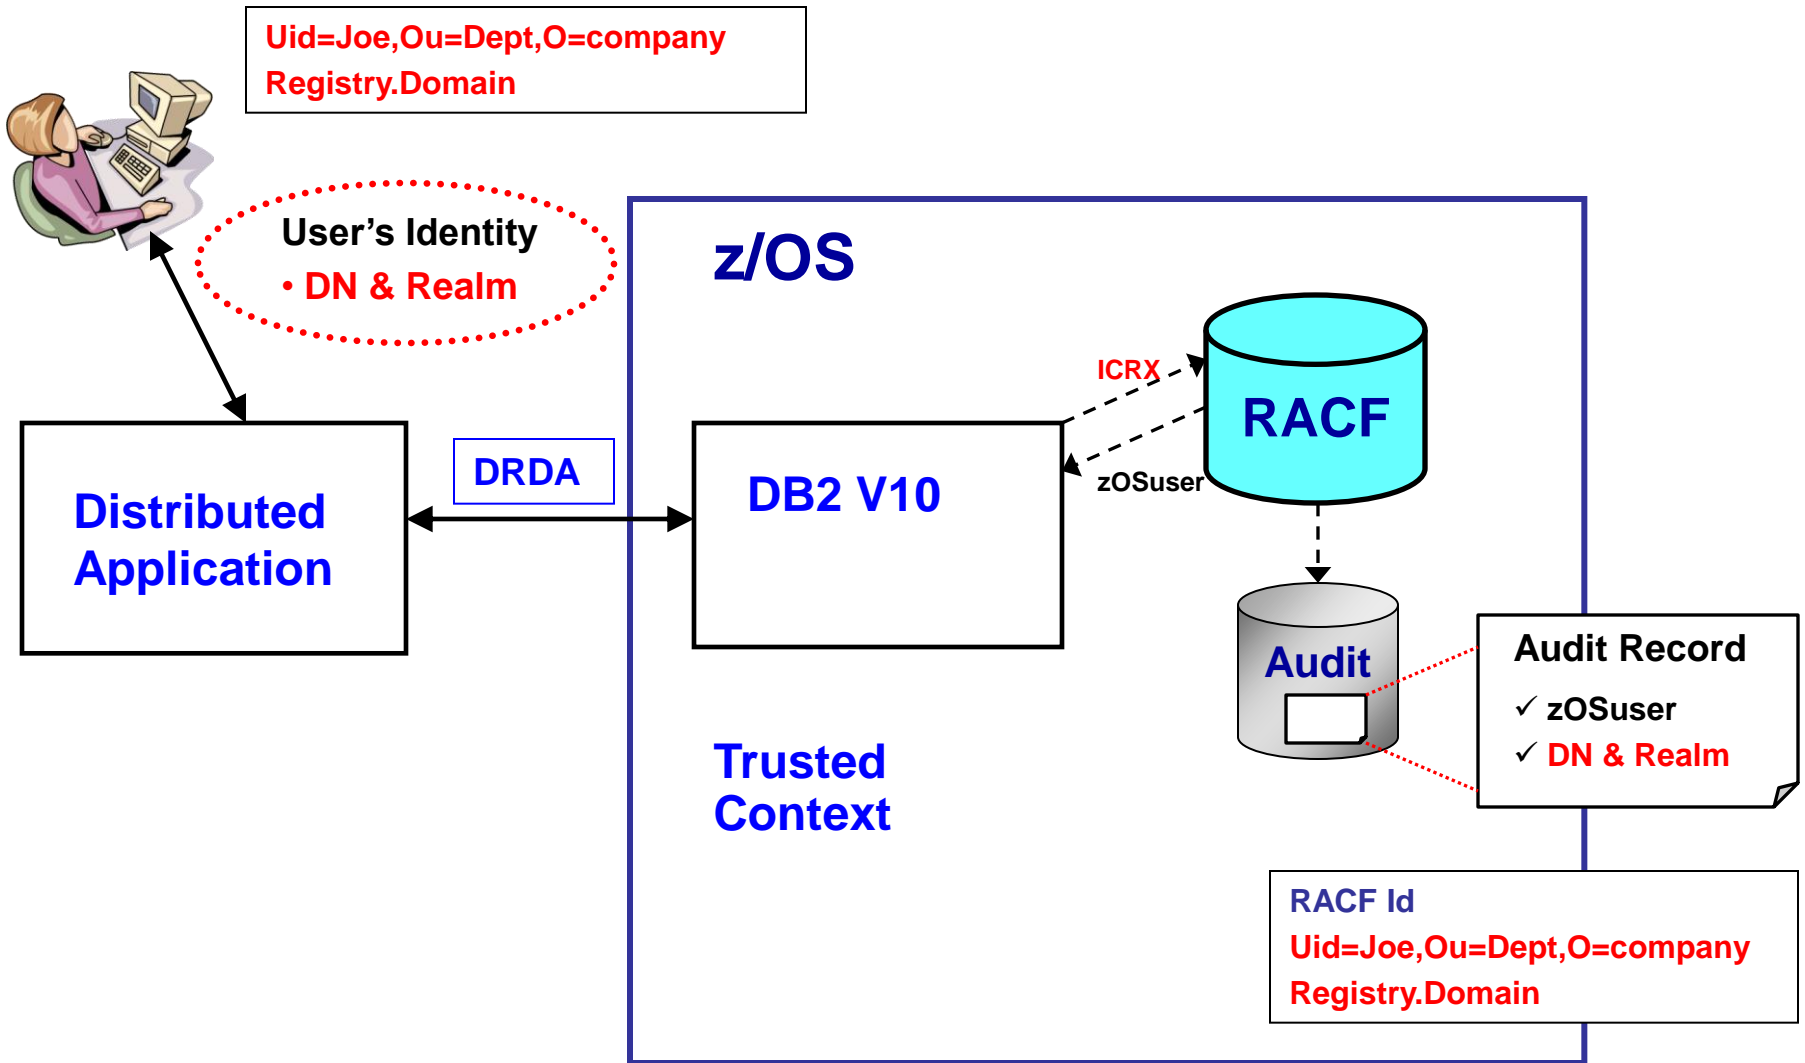 Uid=Joe,Ou=Dept,O=company
Registry.Domain
User's Identity
• DN & Realm
z/OS
ICRX
RACF
zOSuser
DRDA
DB2 V10
Distributed
Application
Audit
Audit Record
✓ zOSuser
✓ DN & Realm
Trusted
Context
RACF Id
Uid=Joe,Ou=Dept,O=company
Registry.Domain